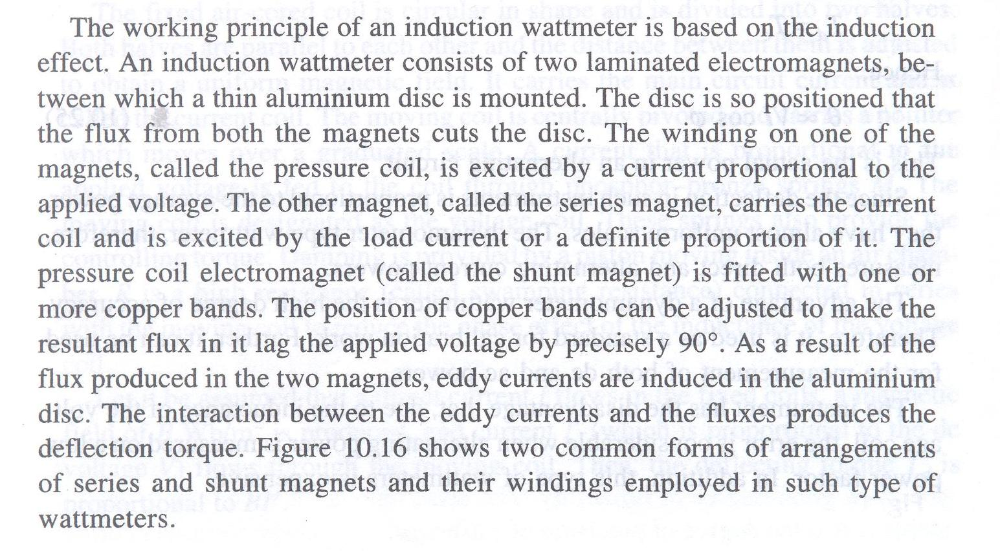 The working principle of an induction wattmeter is based on the induction
effect. An induction wattmeter consists of two laminated electromagnets, be-
tween which a thin aluminium disc is mounted. The disc is so positioned that
the flux from both the magnets cuts the disc. The winding on one of the
magnets, called the pressure coil, is excited by a current proportional to the
applied voltage. The other magnet, called the series magnet, carries the current
coil and is excited by the load current or a definite proportion of it. The
pressure coil electromagnet (called the shunt magnet) is fitted with one or
more copper bands. The position of copper bands can be adjusted to make the
resultant flux in it lag the applied voltage by precisely 90°. As a result of the
flux produced in the two magnets, eddy currents are induced in the aluminium
disc. The interaction between the eddy currents and the fluxes produces the
deflection torque. Figure 10.16 shows two common forms of arrangements
of series and shunt magnets and their windings employed in such type of
wattmeters.